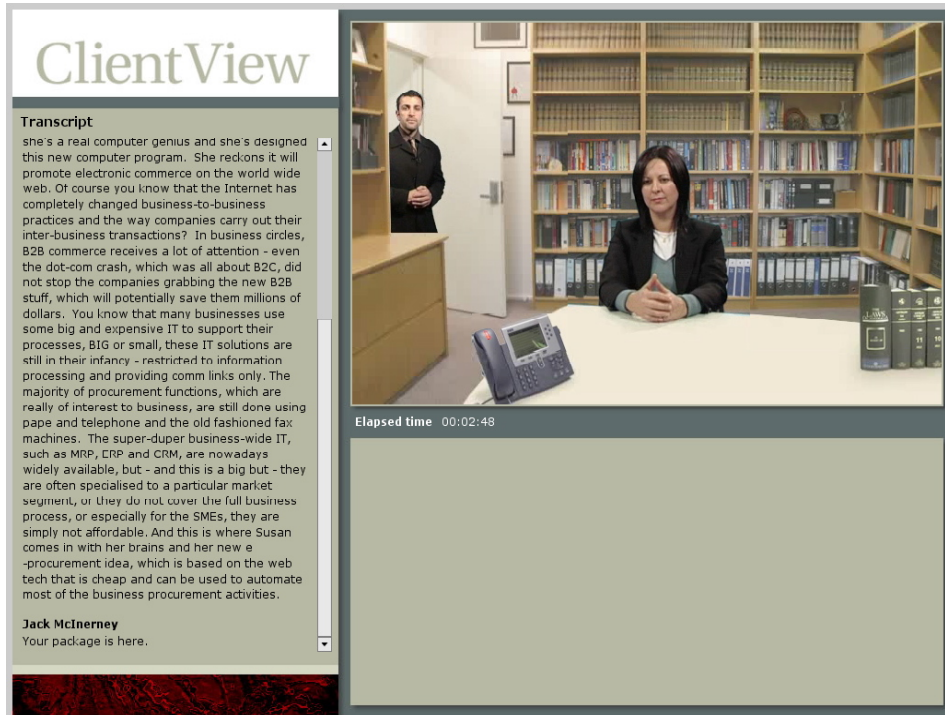 ClientView
Transcript
she's a real computer genius and she's designed
this new computer program. She reckons it will
promote electronic commerce on the world wide
web. Of course you know that the Internet has
completely changed business-to-business
practices and the way companies carry out their
inter-business transactions? In business circles,
B2B commerce receives a lot of attention - even
the dot-com crash, which was all about B2C, did
not stop the companies grabbing the new B2B
stuff, which will potentially save them millions of
dollars. You know that many businesses use
some big and expensive IT to support their
processes, BIG or small, these IT solutions are
still in their infancy - restricted to information
processing and providing comm links only. The
majority of procurement functions, which are
really of interest to business, are still done using
pape and telephone and the old fashioned fax
machines. The super-duper business-wide IT,
such as MRP, ERP and CRM, are nowadays
widely available, but - and this is a big but - they
are often specialised to a particular market
segment, or they do not cover the full business
process, or especially for the SMEs, they are
simply not affordable. And this is where Susan
comes in with her brains and her new e
-procurement idea, which is based on the web
tech that is cheap and can be used to automate
most of the business procurement activities.
Jack McInerney
Your package is here.
LAWS
Elapsed time 00:02:48